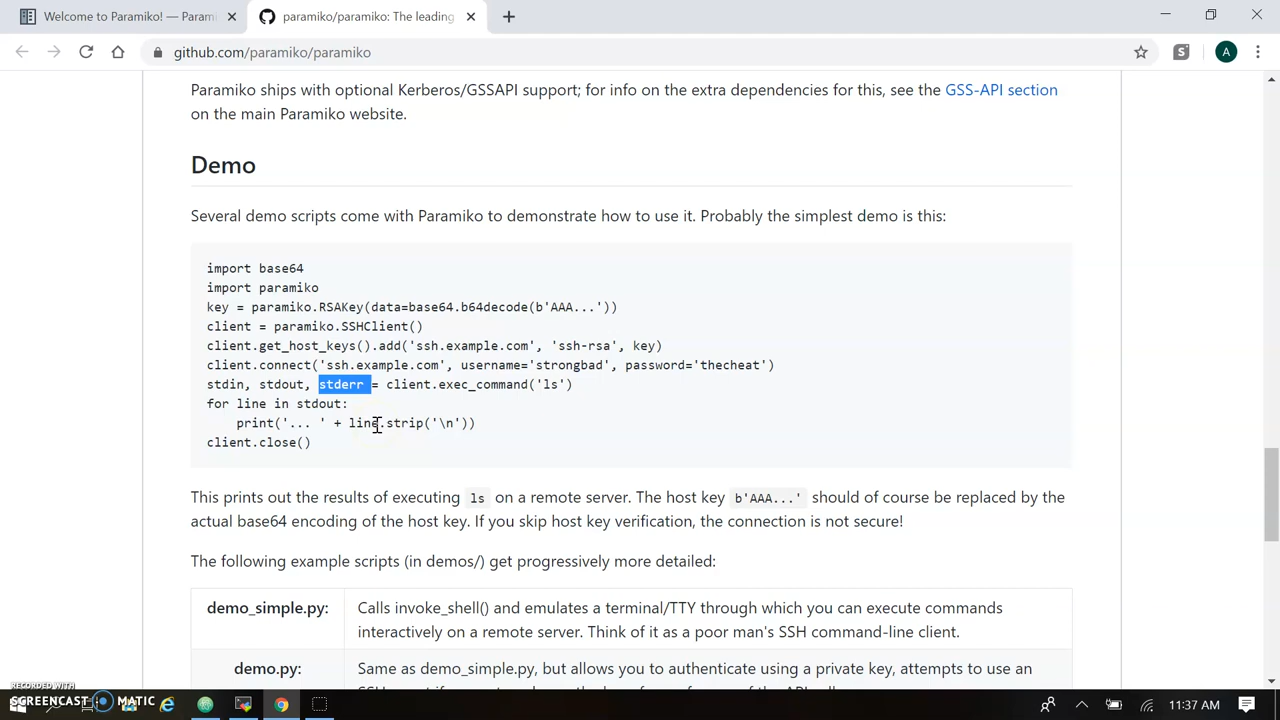 Welcome to Paramiko! — Parami
paramiko/paramiko: The leading
github.com/paramiko/paramiko
S
A
Paramiko ships with optional Kerberos/GSSAPI support; for info on the extra dependencies for this, see the GSS-API section
on the main Paramiko website.
Demo
Several demo scripts come with Paramiko to demonstrate how to use it. Probably the simplest demo is this:
import base64
import paramiko
key = paramiko.RSAKey(data=base64.b64decode(b'AAA...'))
client = paramiko.SSHClient()
client.get_host_keys().add('ssh.example.com', 'ssh-rsa', key)
client.connect('ssh.example.com', username='strongbad', password='thecheat')
stdin, stdout, stderr = client.exec_command('ls')
for line in stdout:
print('... ' + line.strip('\n'))
client.close()
This prints out the results of executing ls on a remote server. The host key b'AAA...' should of course be replaced by the
actual base64 encoding of the host key. If you skip host key verification, the connection is not secure!
The following example scripts (in demos/) get progressively more detailed:
demo_simple.py: Calls invoke_shell() and emulates a terminal/TTY through which you can execute commands
interactively on a remote server. Think of it as a poor man's SSH command-line client.
demo.py: Same as demo_simple.py, but allows you to authenticate using a private key, attempts to use an
RECORDED WITH
SCREENCAST MATIC
11:37 AM